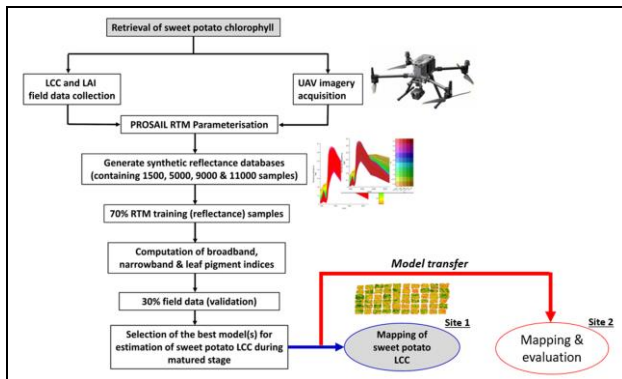 Retrieval of sweet potato chlorophyll
LCC and LAI
field data collection
UAV imagery
acquisition
PROSAIL RTM Parameterisation
Generate synthetic reflectance databases
(containing 1500, 5000, 9000 & 11000 samples)
70% RTM training (reflectance) samples
Computation of broadband,
narrowband & leaf pigment indices
30% field data (validation)
Selection of the best model(s) for
estimation of sweet potato LCC during
matured stage
Model transfer
Site 1
Mapping of
sweet potato
LCC
Site 2
Mapping &
evaluation